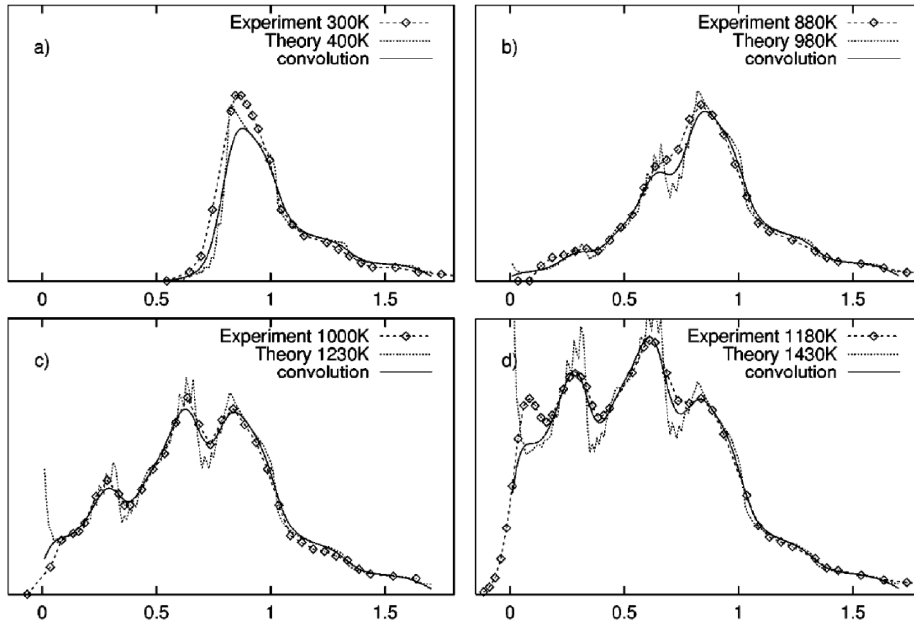 a)
Experiment 300K
Theory 400K
convolution
0 0.5 1 1.5
b)
Experiment 880K
Theory 980K
convolution
0 0.5 1 1.5
c)
Experiment 1000K
Theory 1230K
convolution
0 0.5 1 1.5
d)
Experiment 1180K
Theory 1430K
convolution
0 0.5 1 1.5